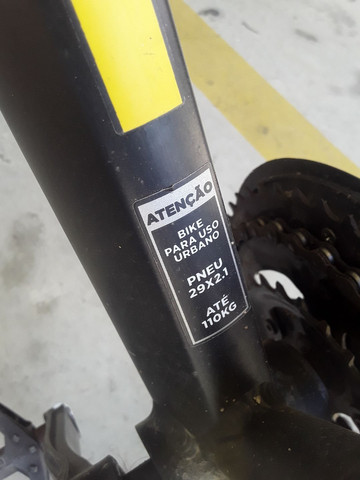 ATENÇÃO
BIKE
PARA USO
URBANO
PNEU
29X2.1
ATÉ
110KG